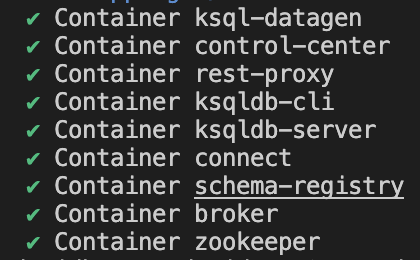 ✔ Container ksql-datagen
✔ Container control-center
✔ Container rest-proxy
✔ Container ksqldb-cli
✔ Container ksqldb-server
✔ Container connect
✔ Container schema-registry
✔ Container broker
✔ Container zookeeper